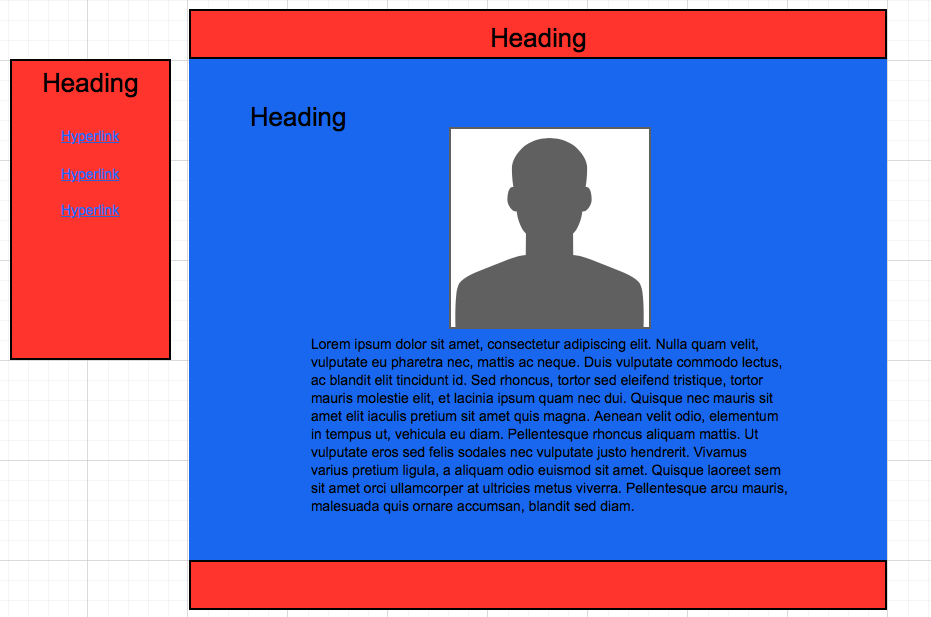 Heading
Heading
Hyperlink
Hyperlink
Hyperlink
Heading
Lorem ipsum dolor sit amet, consectetur adipiscing elit. Nulla quam velit,
vulputate eu pharetra nec, mattis ac neque. Duis vulputate commodo lectus,
ac blandit elit tincidunt id. Sed rhoncus, tortor sed eleifend tristique, tortor
mauris molestie elit, et lacinia ipsum quam nec dui. Quisque nec mauris sit
amet elit iaculis pretium sit amet quis magna. Aenean velit odio, elementum
in tempus ut, vehicula eu diam. Pellentesque rhoncus aliquam mattis. Ut
vulputate eros sed felis sodales nec vulputate justo hendrerit. Vivamus
varius pretium ligula, a aliquam odio euismod sit amet. Quisque laoreet sem
sit amet orci ullamcorper at ultricies metus viverra. Pellentesque arcu mauris,
malesuada quis ornare accumsan, blandit sed diam.